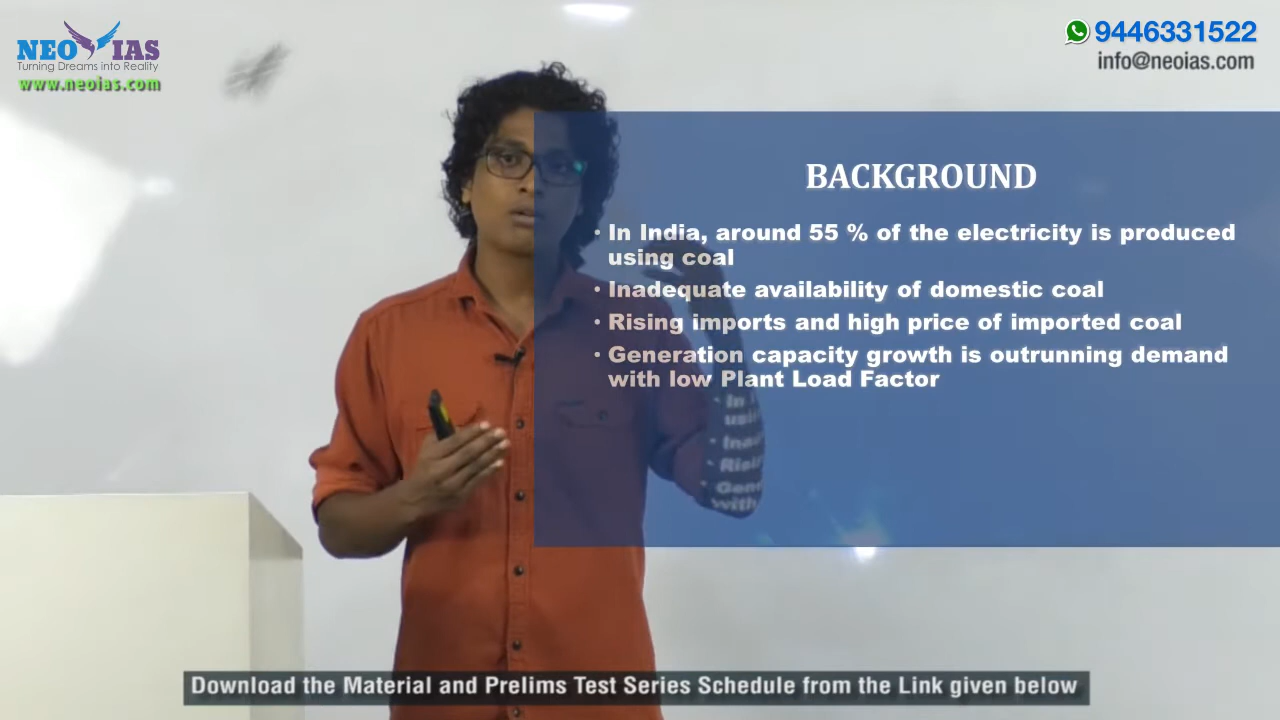 NEO IAS
Turning Dreams into Reality
www.neoias.com
9446331522
info@neoias.com
BACKGROUND
• In India, around 55 % of the electricity is produced
using coal
• Inadequate availability of domestic coal
• Rising imports and high price of imported coal
• Generation capacity growth is outrunning demand
with low Plant Load Factor
• In
• Risi
with
Download the Material and Prelims Test Series Schedule from the Link given below